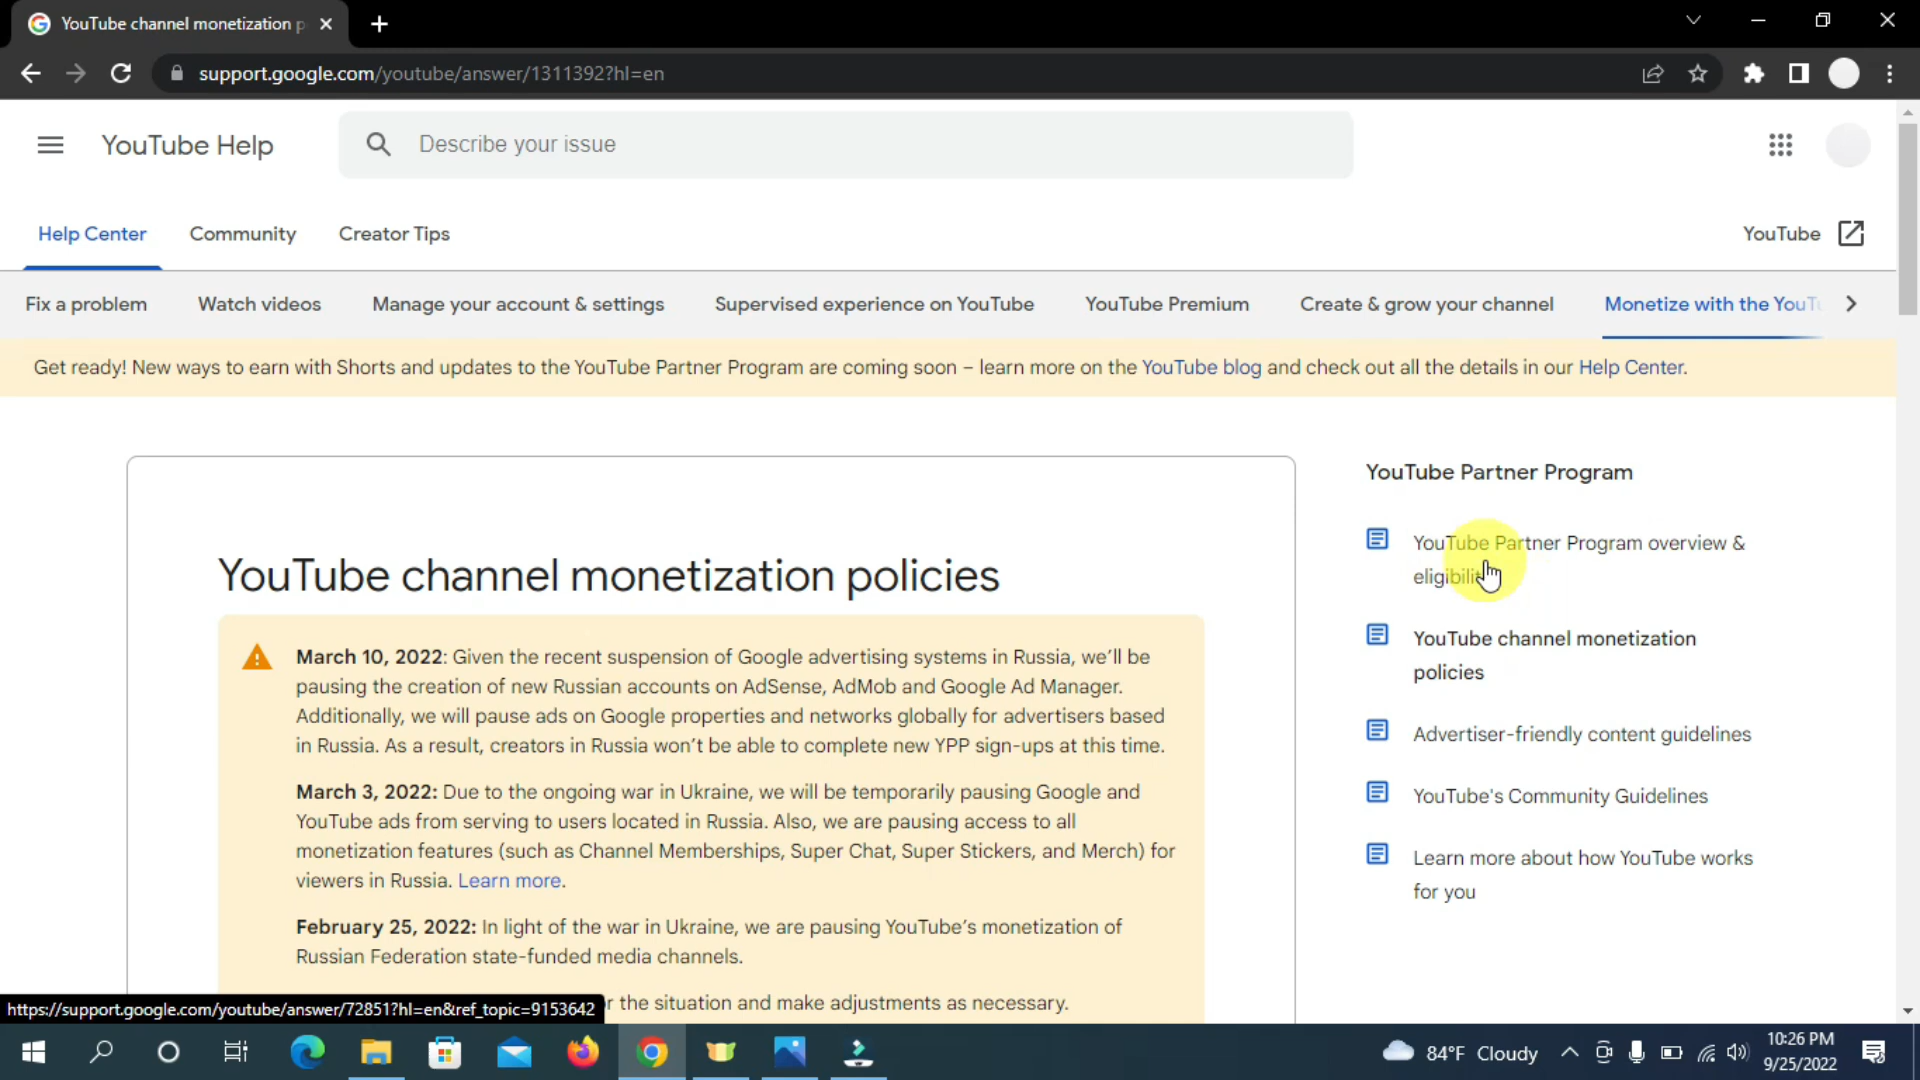 YouTube channel monetization p
support.google.com/youtube/answer/1311392?hl=en
YouTube Help
Describe your issue
Help Center
Community
Creator Tips
YouTube
Fix a problem
Watch videos
Manage your account & settings
Supervised experience on YouTube
YouTube Premium
Create & grow your channel
Monetize with the YouTu
Get ready! New ways to earn with Shorts and updates to the YouTube Partner Program are coming soon – learn more on the YouTube blog and check out all the details in our Help Center.
YouTube channel monetization policies
March 10, 2022: Given the recent suspension of Google advertising systems in Russia, we’ll be
pausing the creation of new Russian accounts on AdSense, AdMob and Google Ad Manager.
Additionally, we will pause ads on Google properties and networks globally for advertisers based
in Russia. As a result, creators in Russia won’t be able to complete new YPP sign-ups at this time.
March 3, 2022: Due to the ongoing war in Ukraine, we will be temporarily pausing Google and
YouTube ads from serving to users located in Russia. Also, we are pausing access to all
monetization features (such as Channel Memberships, Super Chat, Super Stickers, and Merch) for
viewers in Russia. Learn more.
February 25, 2022: In light of the war in Ukraine, we are pausing YouTube’s monetization of
Russian Federation state-funded media channels.
r the situation and make adjustments as necessary.
YouTube Partner Program
YouTube Partner Program overview &
eligibility
YouTube channel monetization
policies
Advertiser-friendly content guidelines
YouTube's Community Guidelines
Learn more about how YouTube works
for you
https://support.google.com/youtube/answer/72851?hl=en&ref_topic=9153642
84°F Cloudy
10:26 PM
9/25/2022